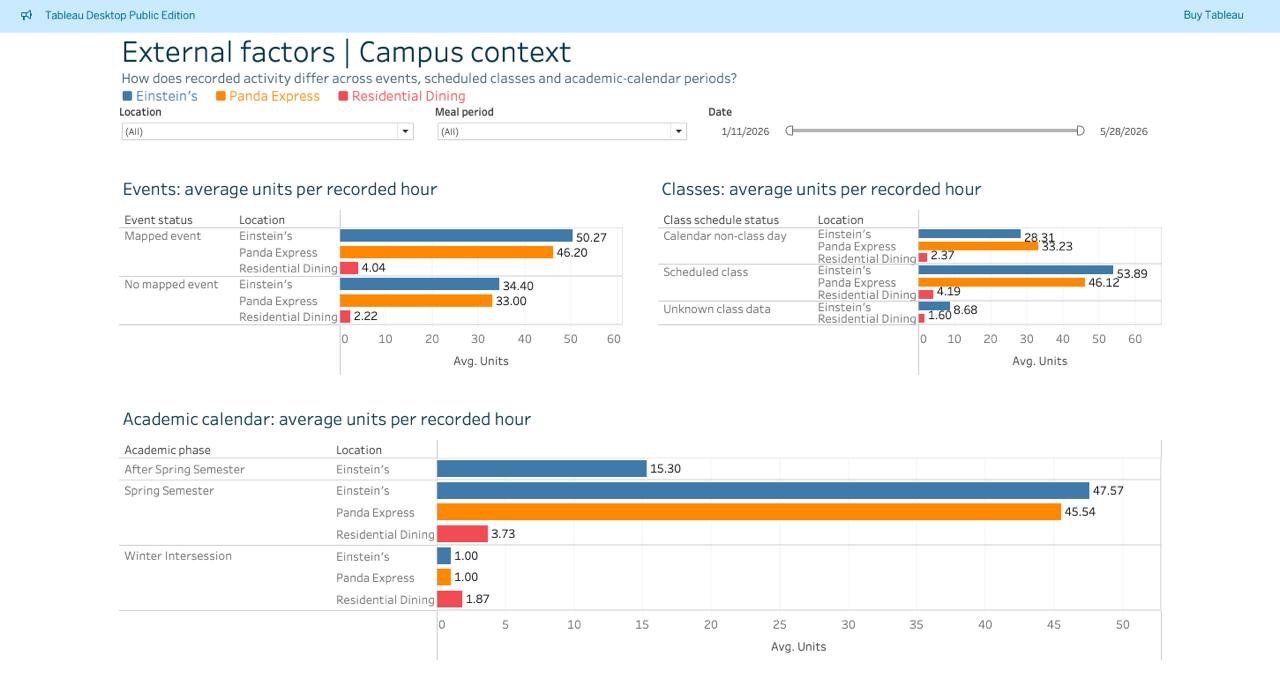 Tableau Desktop Public Edition
Buy Tableau
External factors | Campus context
How does recorded activity differ across events, scheduled classes and academic-calendar periods?
Einstein's Panda Express Residential Dining
Location Meal period Date
(All) (All) 1/11/2026 5/28/2026
Events: average units per recorded hour
Event status Location
Mapped event Einstein's 50.27
Panda Express 46.20
Residential Dining 4.04
No mapped event Einstein's 34.40
Panda Express 33.00
Residential Dining 2.22
0 10 20 30 40 50 60
Avg. Units
Classes: average units per recorded hour
Class schedule status Location
Calendar non-class day Einstein's 28.31
Panda Express 33.23
Residential Dining 2.37
Scheduled class Einstein's 53.89
Panda Express 46.12
Residential Dining 4.19
Unknown class data Einstein's 8.68
Residential Dining 1.60
0 10 20 30 40 50 60
Avg. Units
Academic calendar: average units per recorded hour
Academic phase Location
After Spring Semester Einstein's 15.30
Spring Semester Einstein's 47.57
Panda Express 45.54
Residential Dining 3.73
Winter Intersession Einstein's 1.00
Panda Express 1.00
Residential Dining 1.87
0 5 10 15 20 25 30 35 40 45 50
Avg. Units